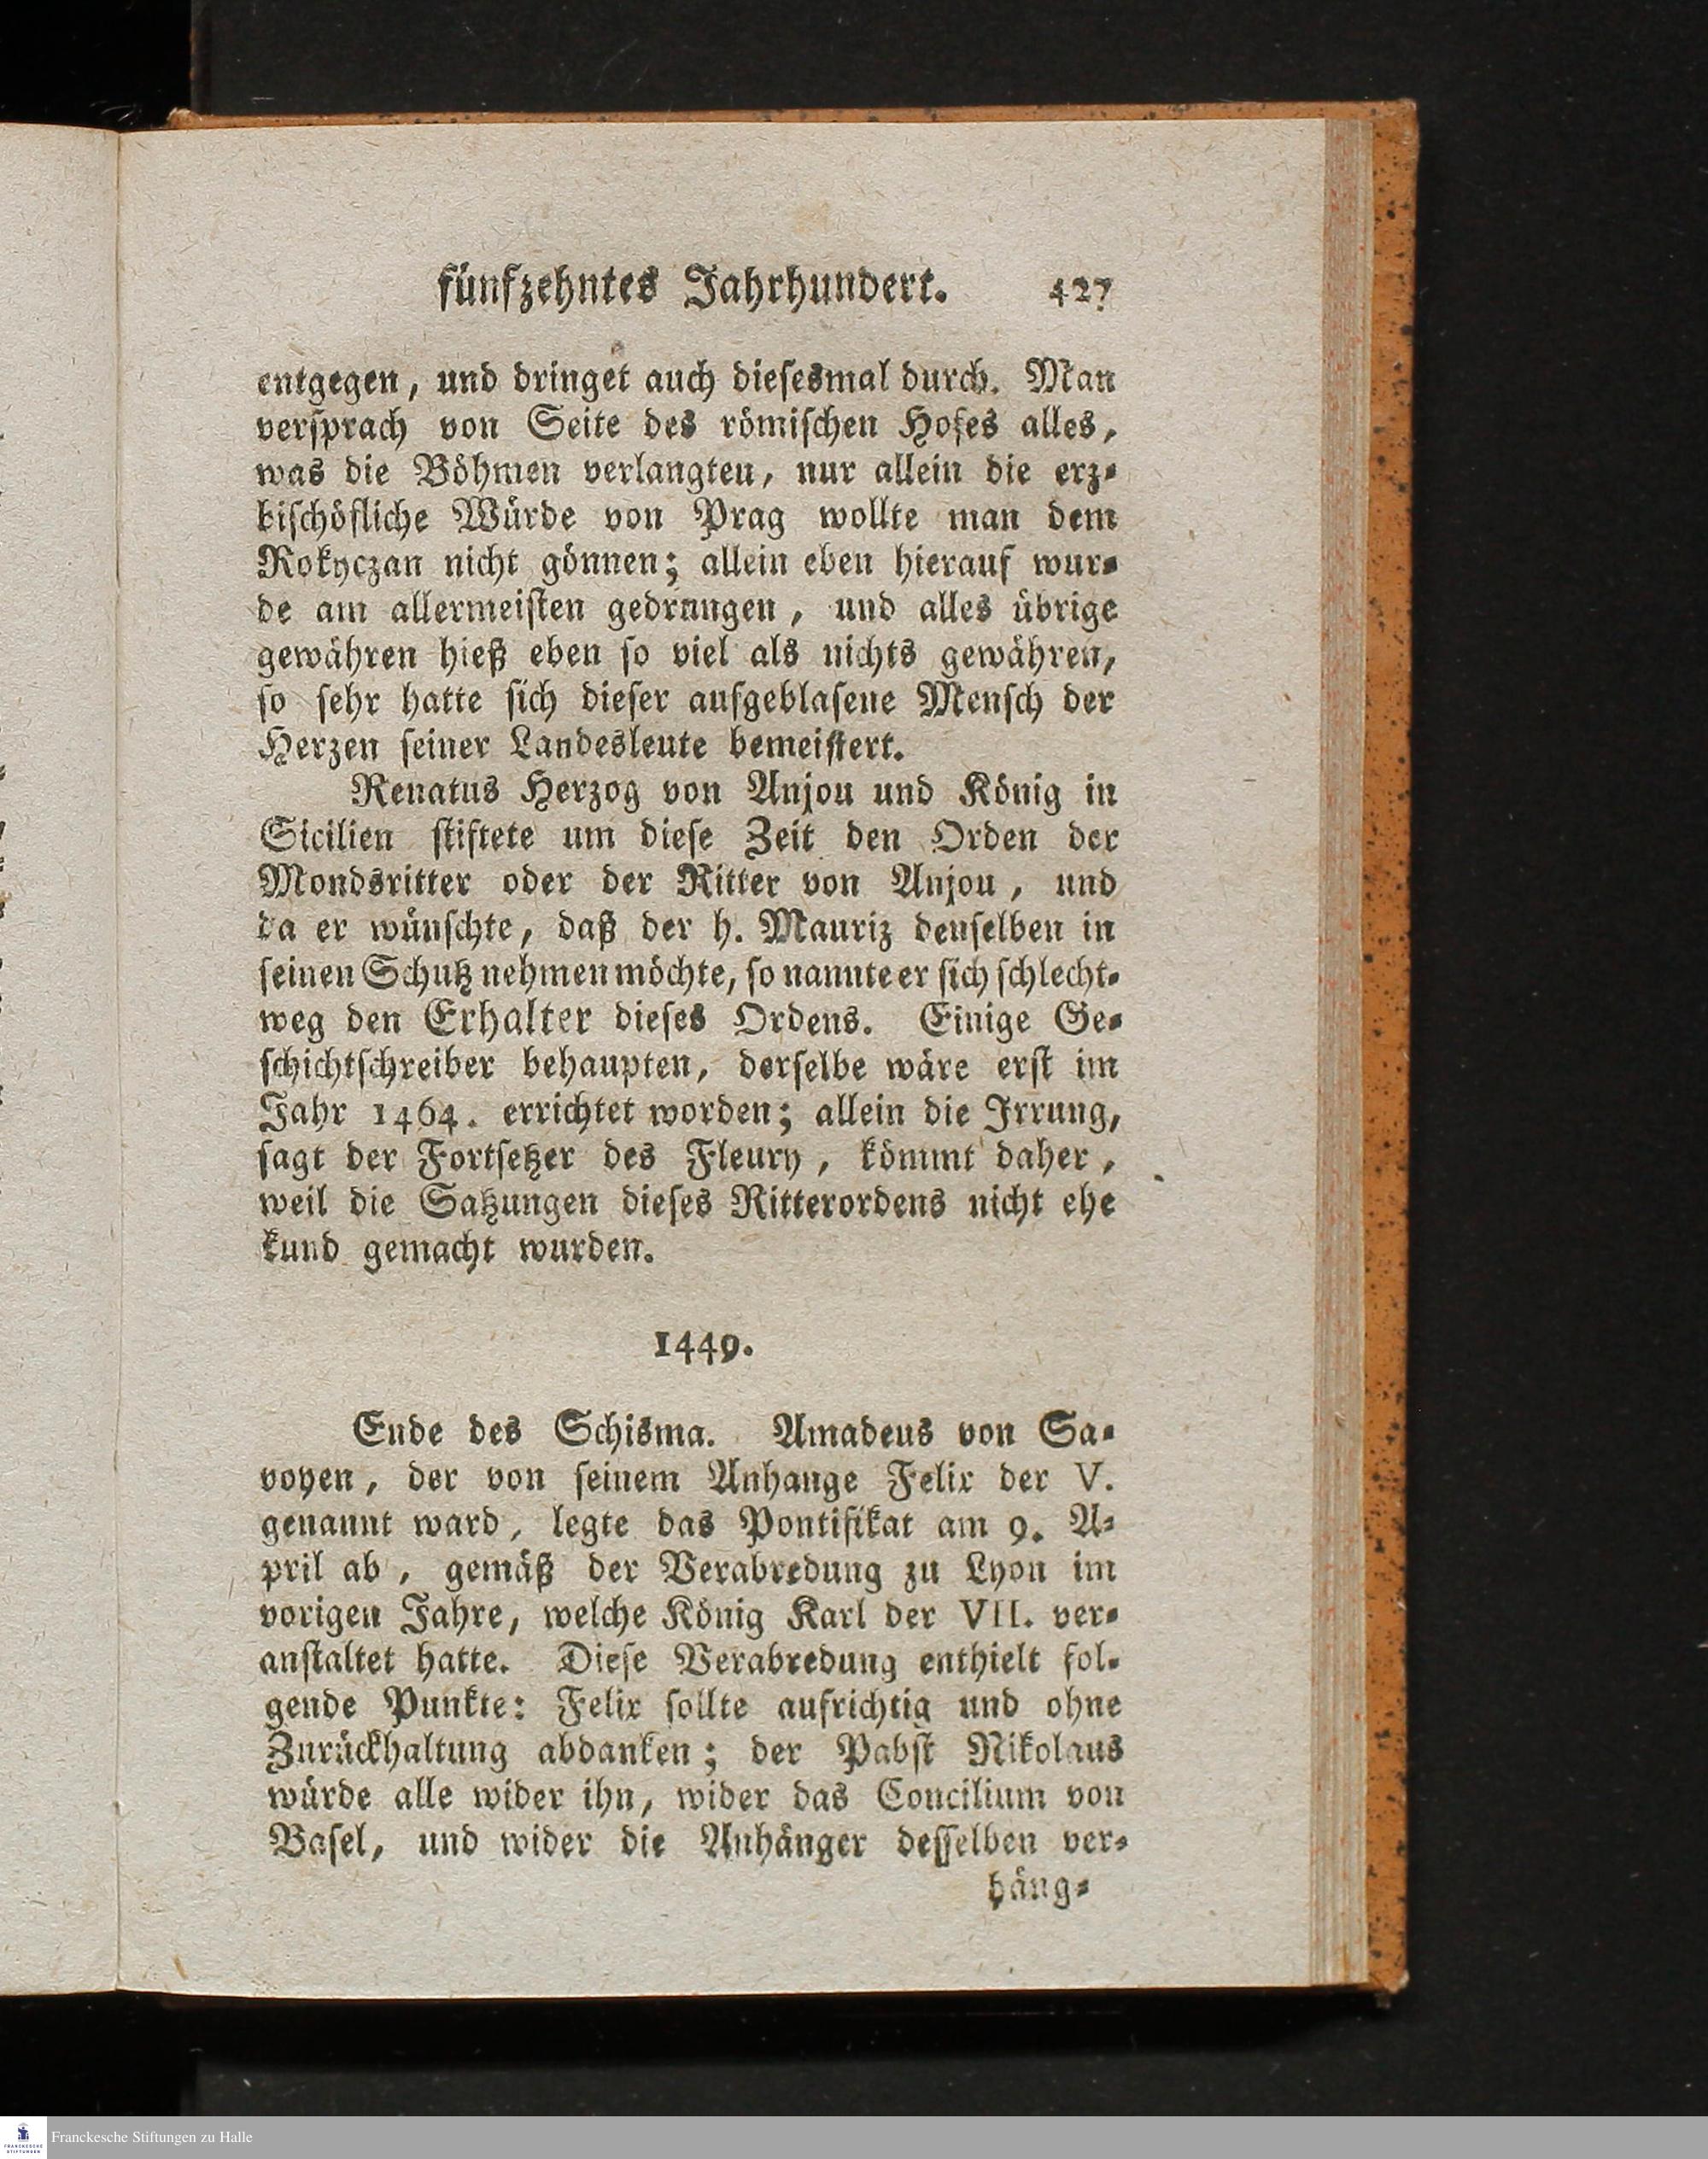 fünfzehntes Jahrhundert. 427
entgegen, und dringet auch diesesmal durch. Man
versprach von Seite des römischen Hofes alles,
was die Böhmen verlangten, nur allein die erz-
bischöfliche Würde von Prag wollte man dem
Rokyczan nicht gönnen; allein eben hierauf wur-
de am allermeisten gedrungen, und alles übrige
gewähren hieß eben so viel als nichts gewähren,
so sehr hatte sich dieser aufgeblasene Mensch der
Herzen seiner Landesleute bemeistert.
Renatus Herzog von Anjou und König in
Sicilien stiftete um diese Zeit den Orden der
Mondsritter oder der Ritter von Anjou, und
da er wünschte, daß der h. Mauriz denselben in
seinen Schutz nehmen möchte, so nannte er sich schlecht-
weg den Erhalter dieses Ordens. Einige Ge-
schichtschreiber behaupten, derselbe wäre erst im
Jahr 1464. errichtet worden; allein die Irrung,
sagt der Fortsetzer des Fleury, kömmt daher,
weil die Satzungen dieses Ritterordens nicht ehe
kund gemacht wurden.
1449.
Ende des Schisma. Amadeus von Sa-
voyen, der von seinem Anhange Felix der V.
genannt ward, legte das Pontifikat am 9. A-
pril ab, gemäß der Verabredung zu Lyon im
vorigen Jahre, welche König Karl der VII. ver-
anstaltet hatte. Diese Verabredung enthielt fol-
gende Punkte: Felix sollte aufrichtig und ohne
Zurückhaltung abdanken; der Pabst Nikolaus
würde alle wider ihn, wider das Concilium von
Basel, und wider die Anhänger desselben ver-
häng-
Franckesche Stiftungen zu Halle